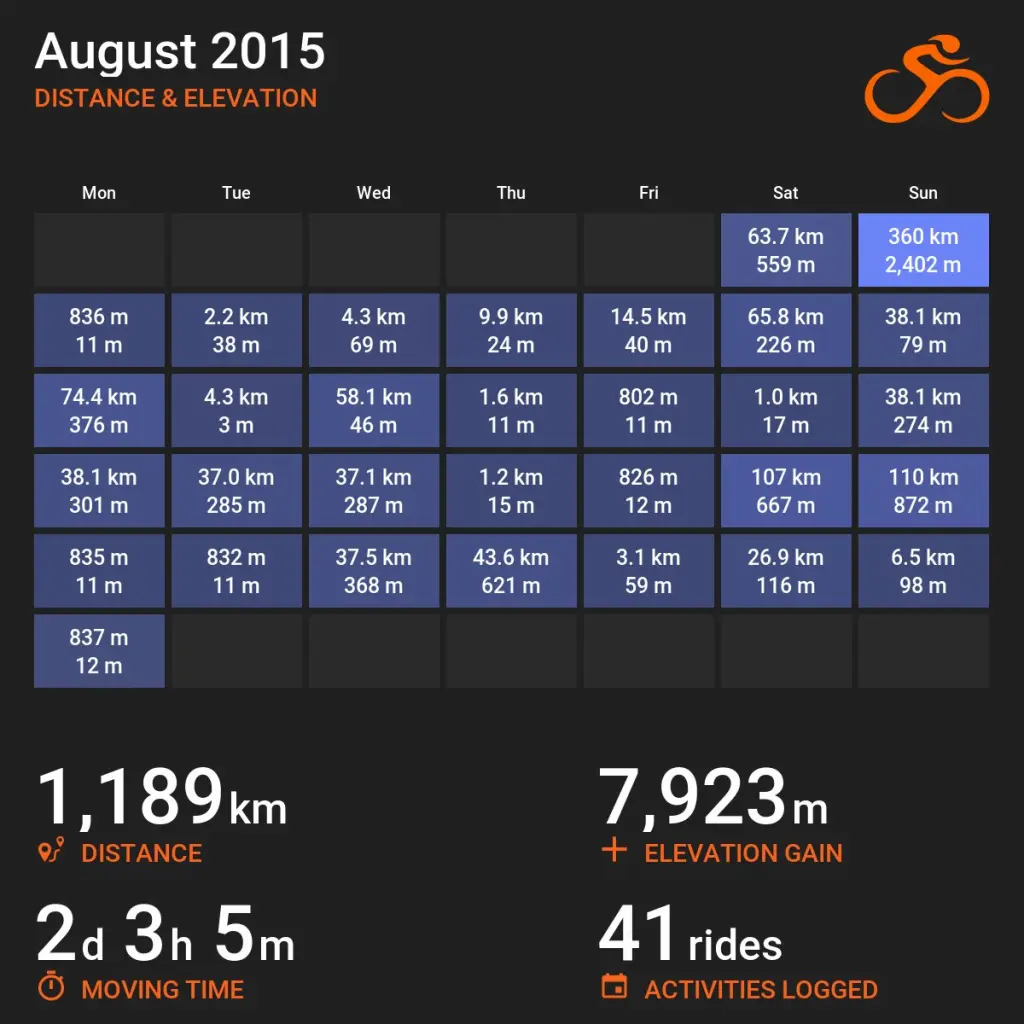 August 2015
DISTANCE & ELEVATION
Mon Tue Wed Thu Fri Sat Sun
63.7 km 360 km
559 m 2,402 m
836 m 2.2 km 4.3 km 9.9 km 14.5 km 65.8 km 38.1 km
11 m 38 m 69 m 24 m 40 m 226 m 79 m
74.4 km 4.3 km 58.1 km 1.6 km 802 m 1.0 km 38.1 km
376 m 3 m 46 m 11 m 11 m 17 m 274 m
38.1 km 37.0 km 37.1 km 1.2 km 826 m 107 km 110 km
301 m 285 m 287 m 15 m 12 m 667 m 872 m
835 m 832 m 37.5 km 43.6 km 3.1 km 26.9 km 6.5 km
11 m 11 m 368 m 621 m 59 m 116 m 98 m
837 m
12 m
1,189 km 7,923 m
DISTANCE ELEVATION GAIN
2d 3h 5m 41 rides
MOVING TIME ACTIVITIES LOGGED